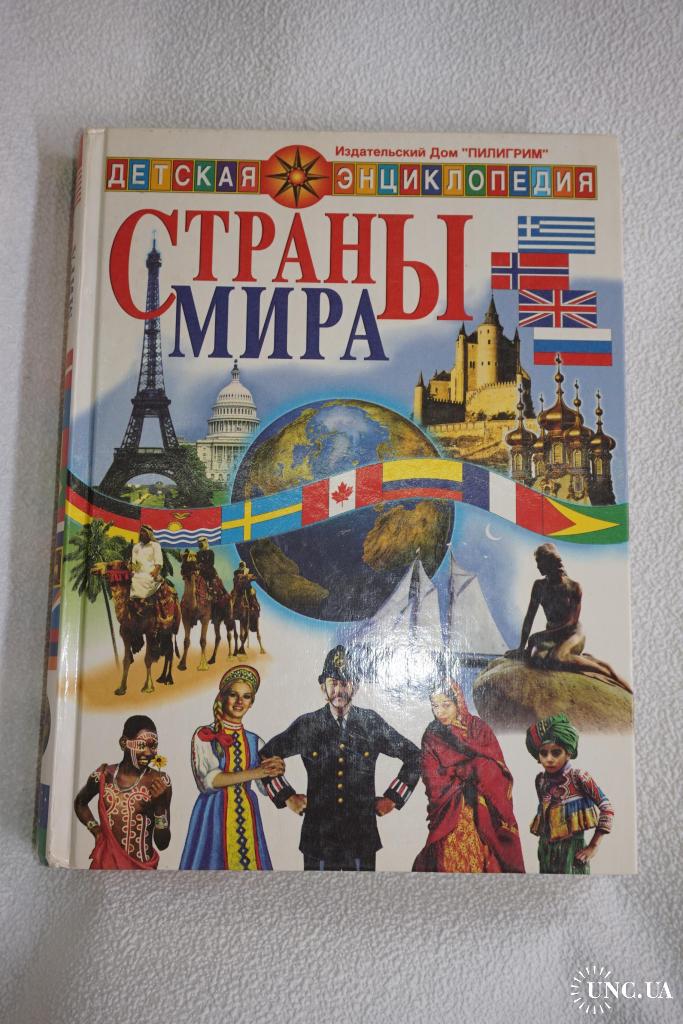 Издательский Дом "ПИЛИГРИМ"
ДЕТСКАЯ ЭНЦИКЛОПЕДИЯ
СТРАНЫ
МИРА
UNC.UA